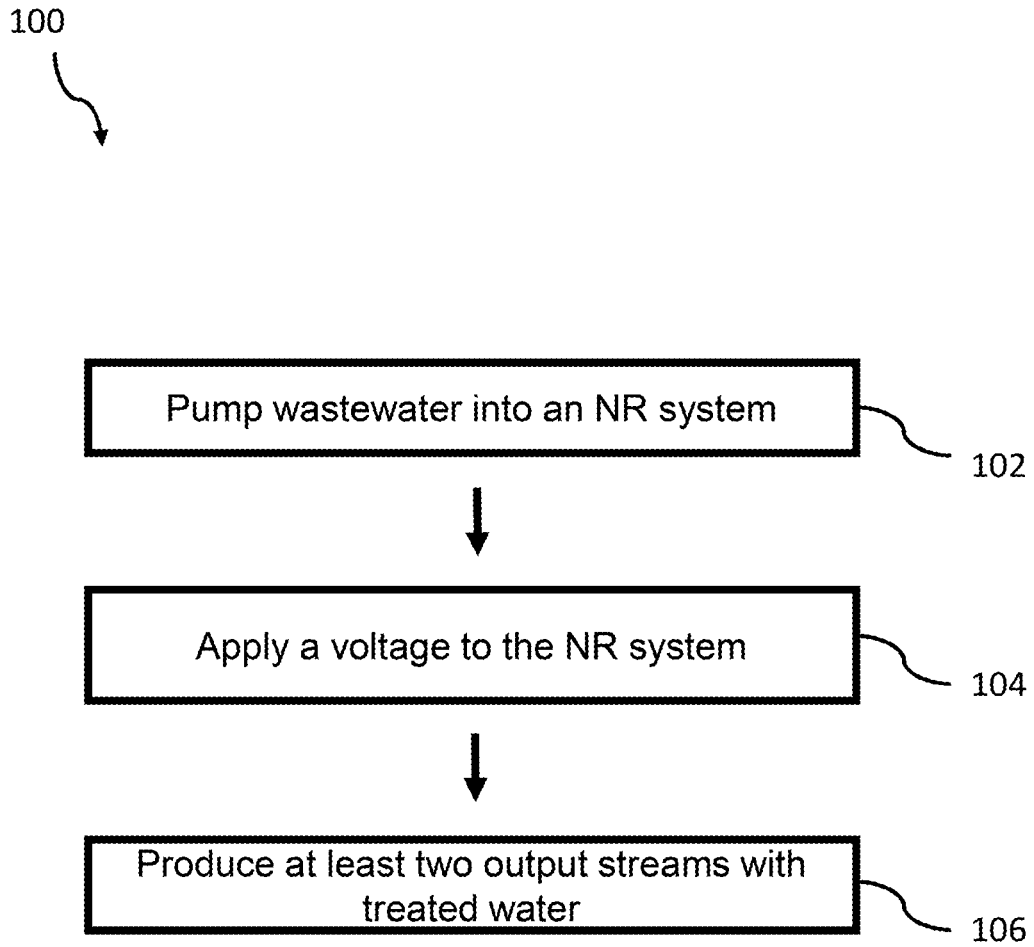 100
Pump wastewater into an NR system
102
Apply a voltage to the NR system
104
Produce at least two output streams with
treated water
106